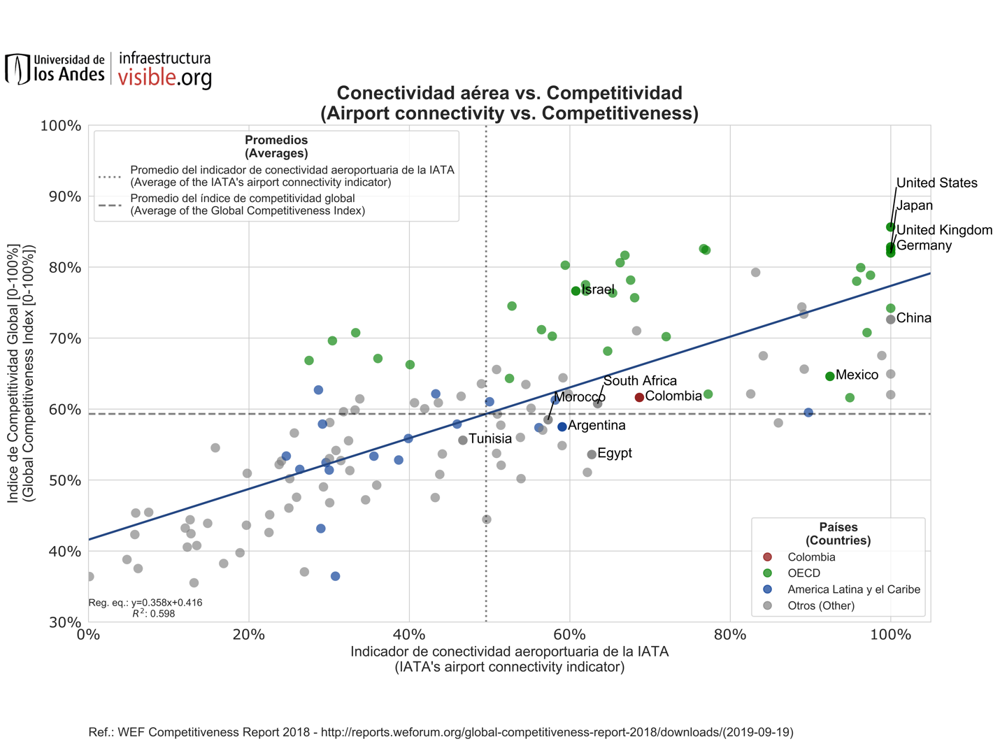 Universidad de
los Andes
infraestructura
visible.org
Conectividad aérea vs. Competitividad
(Airport connectivity vs. Competitiveness)
100%
90%
80%
70%
60%
50%
40%
30%
Indice de Competitividad Global [0-100%]
(Global Competitiveness Index [0-100%])
Promedios
(Averages)
Promedio del indicador de conectividad aeroportuaria de la IATA
(Average of the IATA's airport connectivity indicator)
Promedio del índice de competitividad global
(Average of the Global Competitiveness Index)
United States
Japan
United Kingdom
Germany
Israel
China
Mexico
South Africa
Colombia
Morocco
Argentina
Tunisia
Egypt
Países
(Countries)
Colombia
OECD
America Latina y el Caribe
Otros (Other)
Reg. eq.: y=0.358x+0.416
R²: 0.598
0%
20%
40%
60%
80%
100%
Indicador de conectividad aeroportuaria de la IATA
(IATA's airport connectivity indicator)
Ref.: WEF Competitiveness Report 2018 - http://reports.weforum.org/global-competitiveness-report-2018/downloads/(2019-09-19)